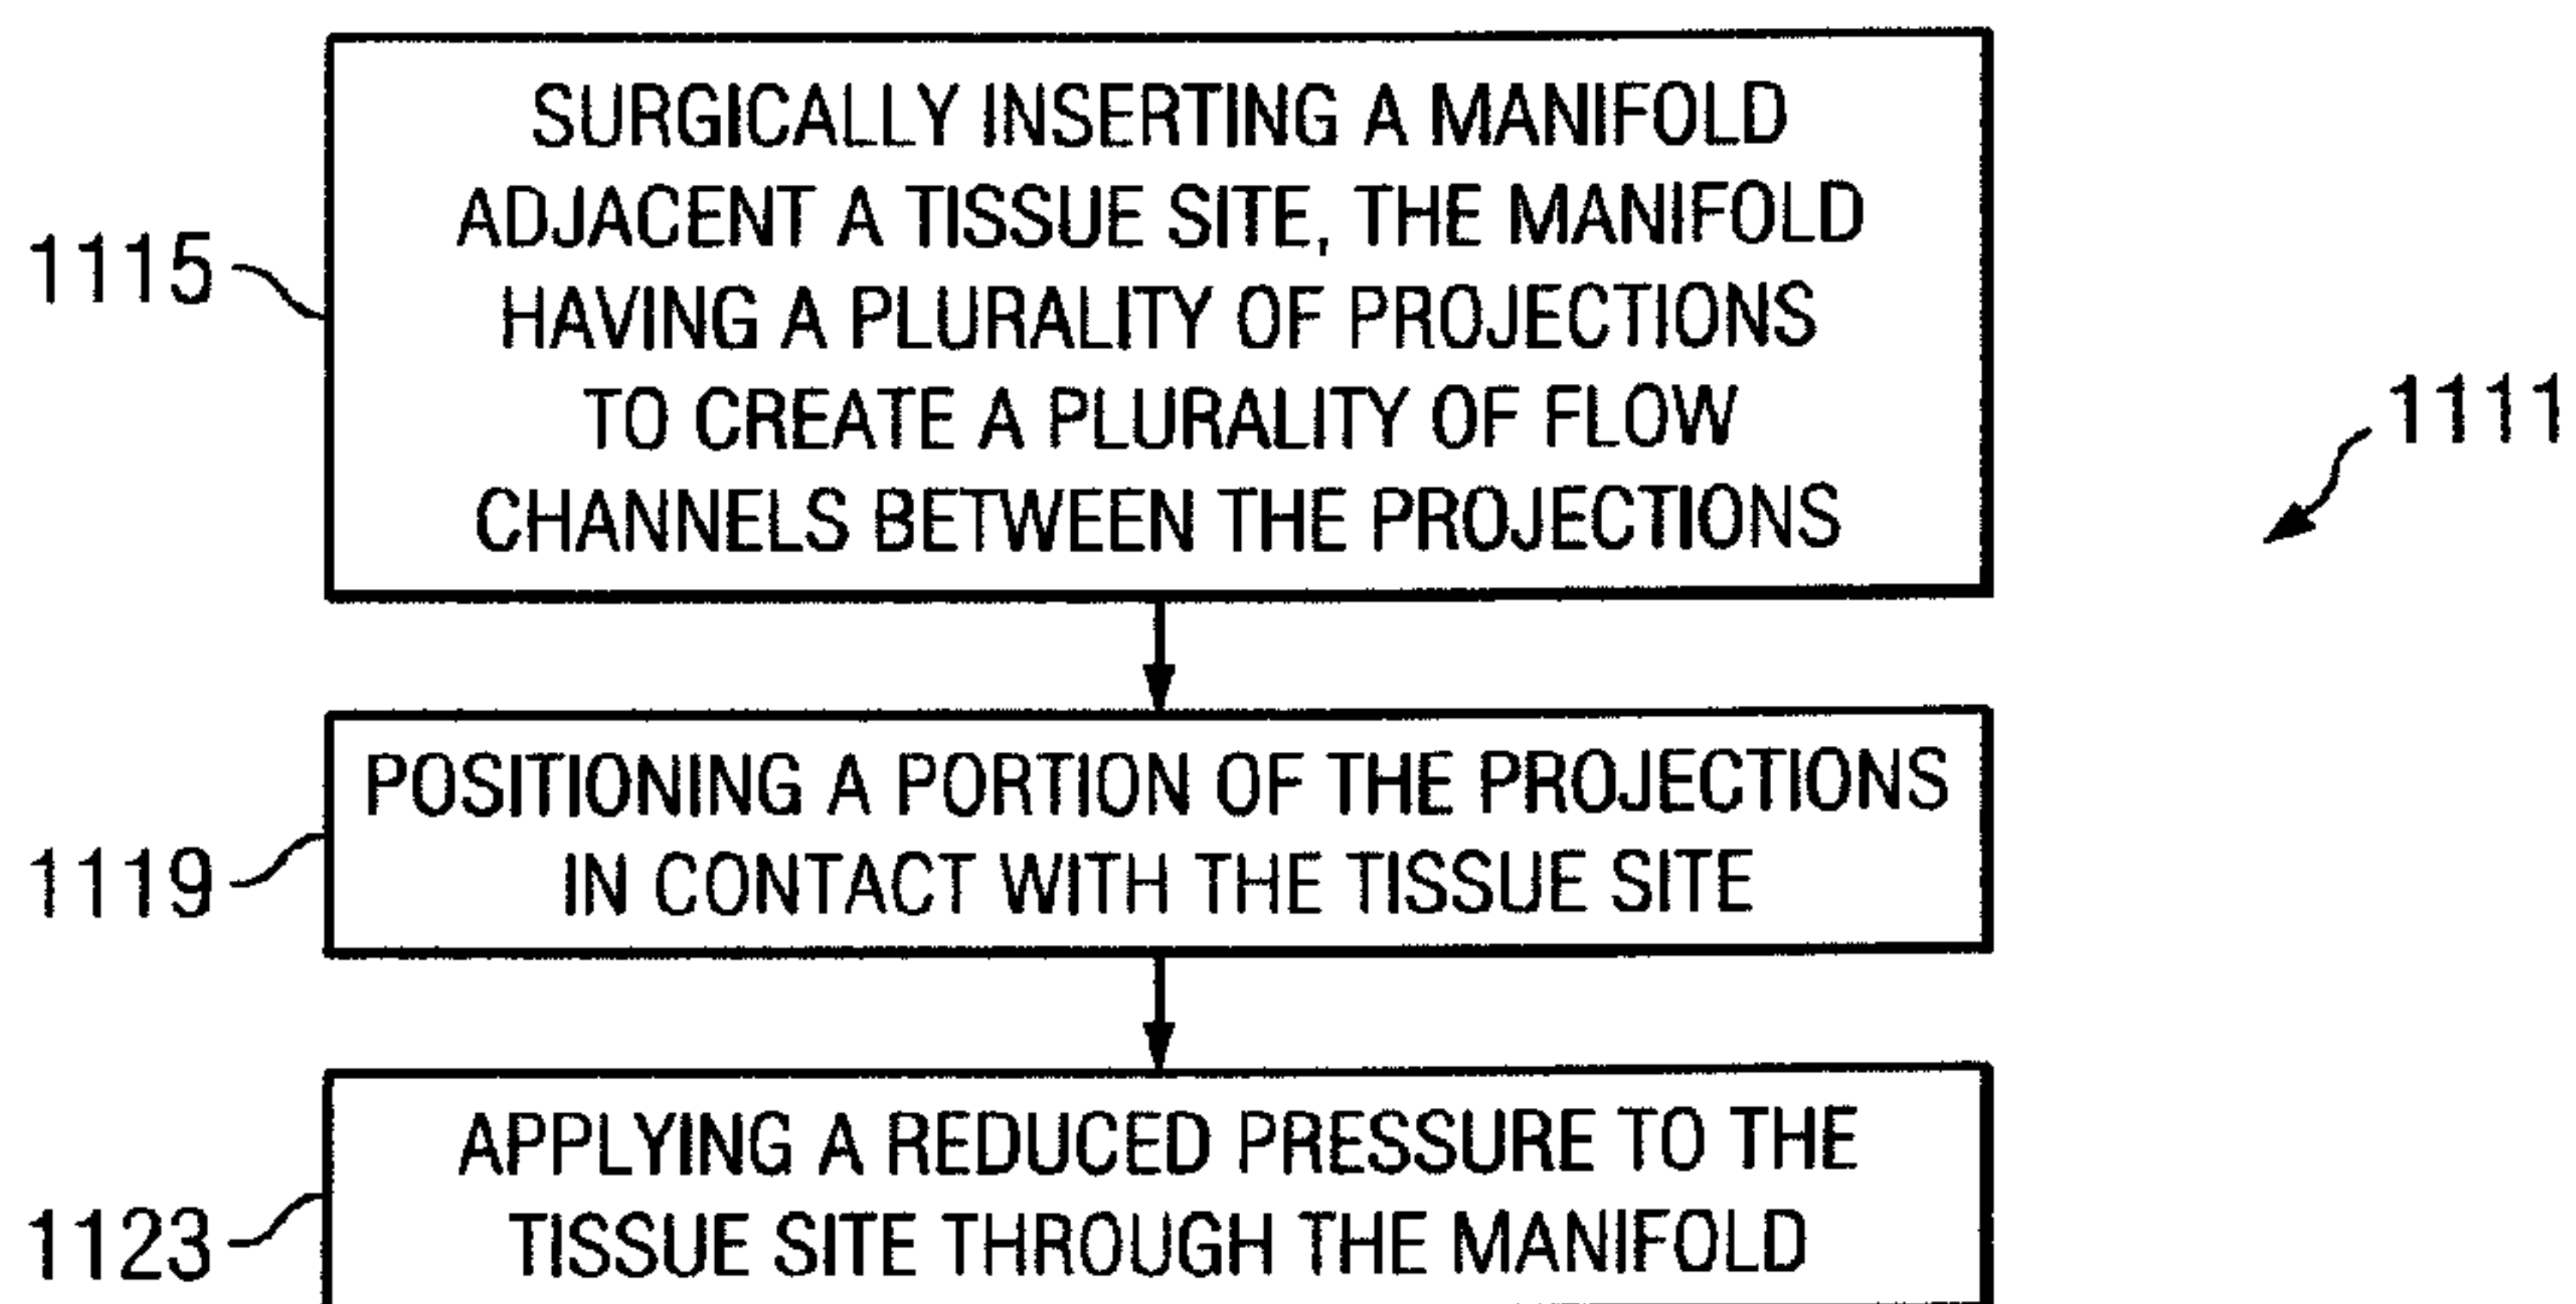 SURGICALLY INSERTING A MANIFOLD
ADJACENT A TISSUE SITE, THE MANIFOLD
HAVING A PLURALITY OF PROJECTIONS
TO CREATE A PLURALITY OF FLOW
CHANNELS BETWEEN THE PROJECTIONS
1115
1111
POSITIONING A PORTION OF THE PROJECTIONS
IN CONTACT WITH THE TISSUE SITE
1119
APPLYING A REDUCED PRESSURE TO THE
TISSUE SITE THROUGH THE MANIFOLD
1123